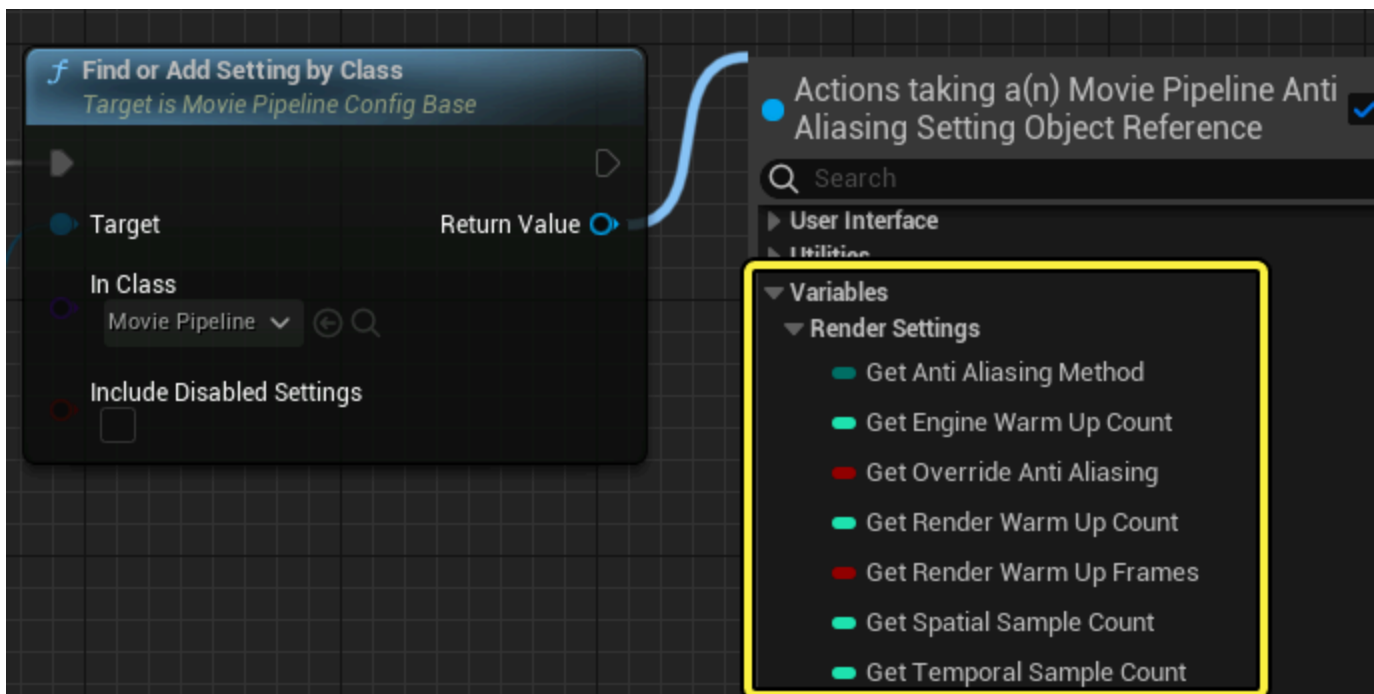 Find or Add Setting by Class
Target is Movie Pipeline Config Base
Target
Return Value
In Class
Movie Pipeline
Include Disabled Settings
Actions taking a(n) Movie Pipeline Anti
Aliasing Setting Object Reference
Search
User Interface
Utilities
Variables
Render Settings
Get Anti Aliasing Method
Get Engine Warm Up Count
Get Override Anti Aliasing
Get Render Warm Up Count
Get Render Warm Up Frames
Get Spatial Sample Count
Get Temporal Sample Count